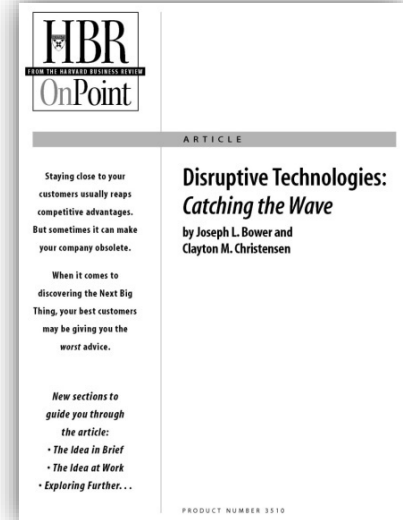 HBR
FROM THE HARVARD BUSINESS REVIEW
OnPoint
ARTICLE
Staying close to your
customers usually reaps
competitive advantages.
But sometimes it can make
your company obsolete.
When it comes to
discovering the Next Big
Thing, your best customers
may be giving you the
worst advice.
New sections to
guide you through
the article:
• The Idea in Brief
• The Idea at Work
• Exploring Further. . .
Disruptive Technologies:
Catching the Wave
by Joseph L. Bower and
Clayton M. Christensen
PRODUCT NUMBER 3510